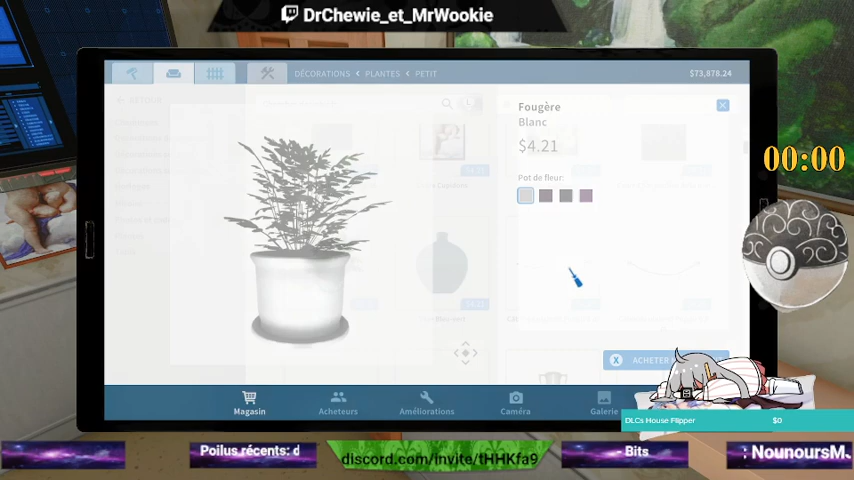 DrChewie_et_MrWookie
DÉCORATIONS < PLANTES < PETIT
$73,878.24
Fougère
Blanc
$4.21
Pot de fleur:
00:00
X ACHETER
Magasin
Acheteurs
Améliorations
Caméra
Galerie
DLCs House Flipper $0
Poilus récents: d
discord.com/invite/tHHKfa9
- Bits
: NounoursM.